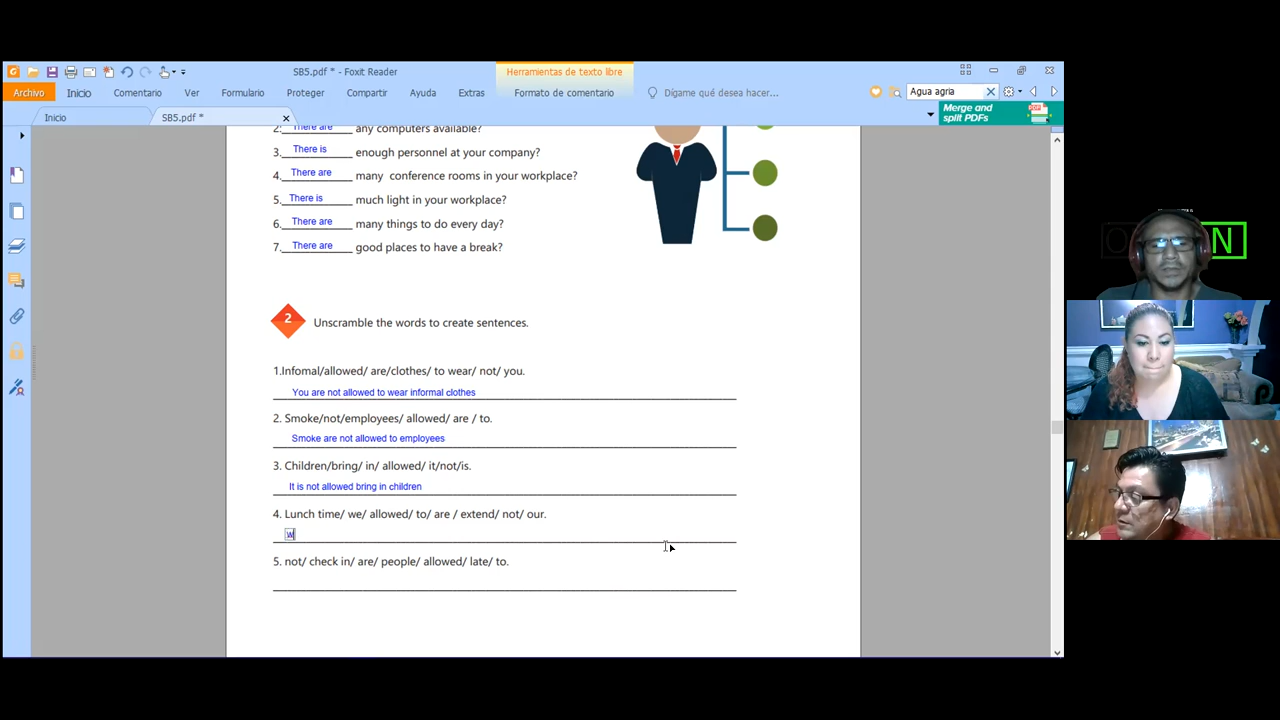 SB5.pdf * - Foxit Reader
Herramientas de texto libre
Archivo Inicio Comentario Ver Formulario Proteger Compartir Ayuda Extras Formato de comentario Dígame qué desea hacer... Agua agria
Inicio SB5.pdf *
Merge and split PDFs
2. There are any computers available?
3. There is enough personnel at your company?
4. There are many conference rooms in your workplace?
5. There is much light in your workplace?
6. There are many things to do every day?
7. There are good places to have a break?
2 Unscramble the words to create sentences.
1.Infomal/allowed/ are/clothes/ to wear/ not/ you.
You are not allowed to wear informal clothes
2. Smoke/not/employees/ allowed/ are / to.
Smoke are not allowed to employees
3. Children/bring/ in/ allowed/ it/not/is.
It is not allowed bring in children
4. Lunch time/ we/ allowed/ to/ are / extend/ not/ our.
w
5. not/ check in/ are/ people/ allowed/ late/ to.
N